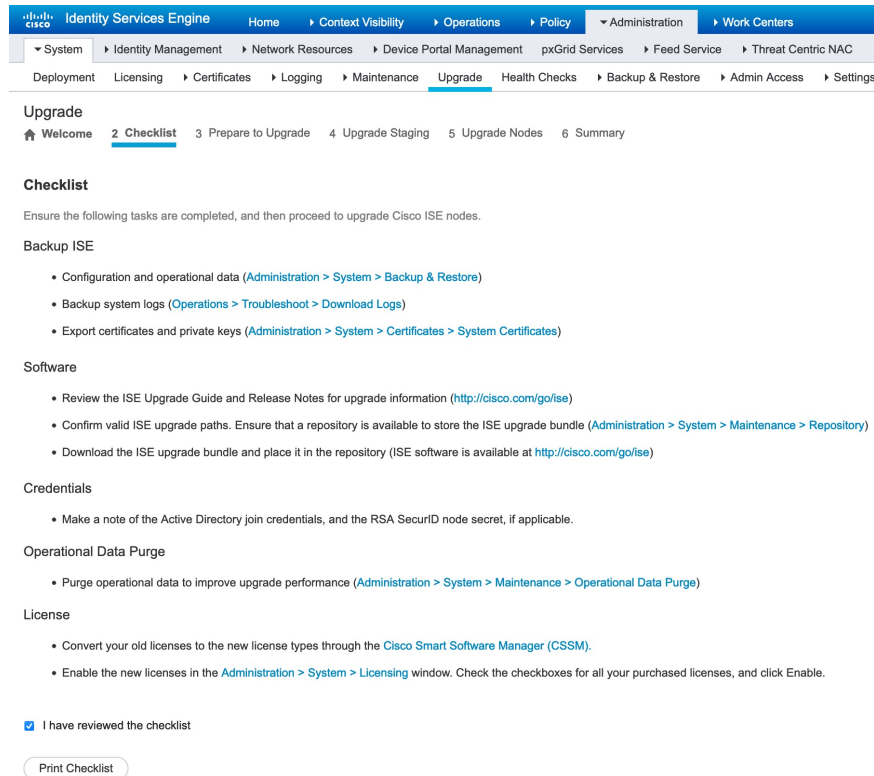 CISCO Identity Services Engine Home Context Visibility Operations Policy Administration Work Centers
System Identity Management Network Resources Device Portal Management pxGrid Services Feed Service Threat Centric NAC
Deployment Licensing Certificates Logging Maintenance Upgrade Health Checks Backup & Restore Admin Access Settings
Upgrade
Welcome 2 Checklist 3 Prepare to Upgrade 4 Upgrade Staging 5 Upgrade Nodes 6 Summary
Checklist
Ensure the following tasks are completed, and then proceed to upgrade Cisco ISE nodes.
Backup ISE
• Configuration and operational data (Administration > System > Backup & Restore)
• Backup system logs (Operations > Troubleshoot > Download Logs)
• Export certificates and private keys (Administration > System > Certificates > System Certificates)
Software
• Review the ISE Upgrade Guide and Release Notes for upgrade information (http://cisco.com/go/ise)
• Confirm valid ISE upgrade paths. Ensure that a repository is available to store the ISE upgrade bundle (Administration > System > Maintenance > Repository)
• Download the ISE upgrade bundle and place it in the repository (ISE software is available at http://cisco.com/go/ise)
Credentials
• Make a note of the Active Directory join credentials, and the RSA SecurID node secret, if applicable.
Operational Data Purge
• Purge operational data to improve upgrade performance (Administration > System > Maintenance > Operational Data Purge)
License
• Convert your old licenses to the new license types through the Cisco Smart Software Manager (CSSM).
• Enable the new licenses in the Administration > System > Licensing window. Check the checkboxes for all your purchased licenses, and click Enable.
I have reviewed the checklist
Print Checklist